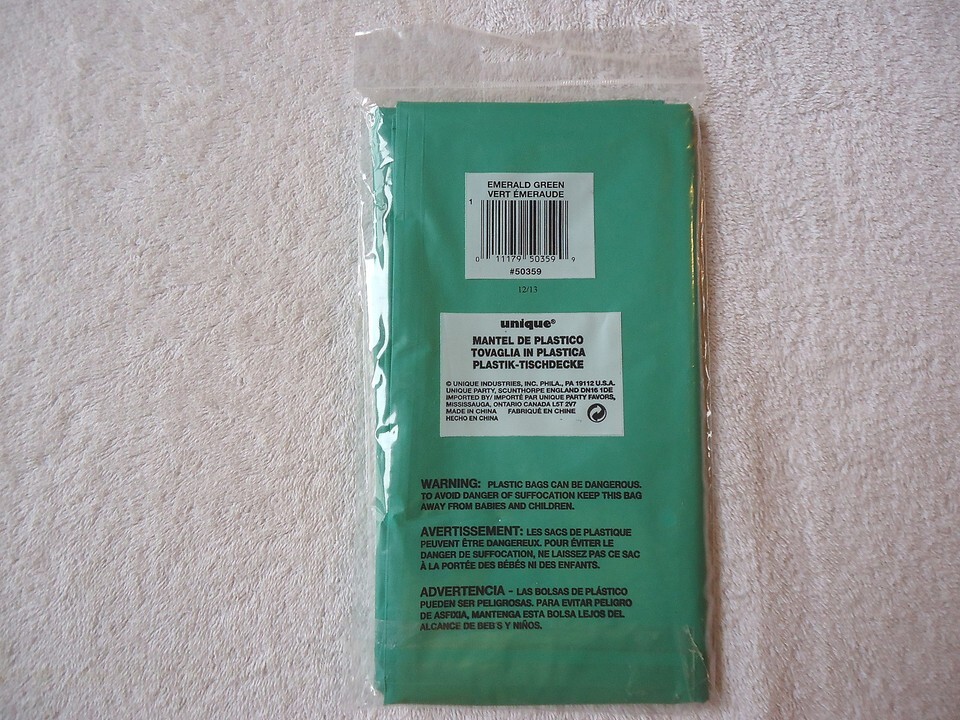 EMERALD GREEN
VERT ÉMERAUDE
1
0 11179 50359 9
#50359
12/13
unique®
MANTEL DE PLASTICO
TOVAGLIA IN PLASTICA
PLASTIK-TISCHDECKE
© UNIQUE INDUSTRIES, INC. PHILA., PA 19112 U.S.A.
UNIQUE PARTY, SCUNTHORPE ENGLAND DN16 1DE
IMPORTED BY/ IMPORTÉ PAR UNIQUE PARTY FAVORS,
MISSISSAUGA, ONTARIO CANADA L5T 2V7
MADE IN CHINA FABRIQUÉ EN CHINE
HECHO EN CHINA
WARNING: PLASTIC BAGS CAN BE DANGEROUS.
TO AVOID DANGER OF SUFFOCATION KEEP THIS BAG
AWAY FROM BABIES AND CHILDREN.
AVERTISSEMENT: LES SACS DE PLASTIQUE
PEUVENT ÊTRE DANGEREUX. POUR ÉVITER LE
DANGER DE SUFFOCATION, NE LAISSEZ PAS CE SAC
À LA PORTÉE DES BÉBÉS NI DES ENFANTS.
ADVERTENCIA - LAS BOLSAS DE PLÁSTICO
PUEDEN SER PELIGROSAS. PARA EVITAR PELIGRO
DE ASFIXIA, MANTENGA ESTA BOLSA LEJOS DEL
ALCANCE DE BEB'S Y NIÑOS.